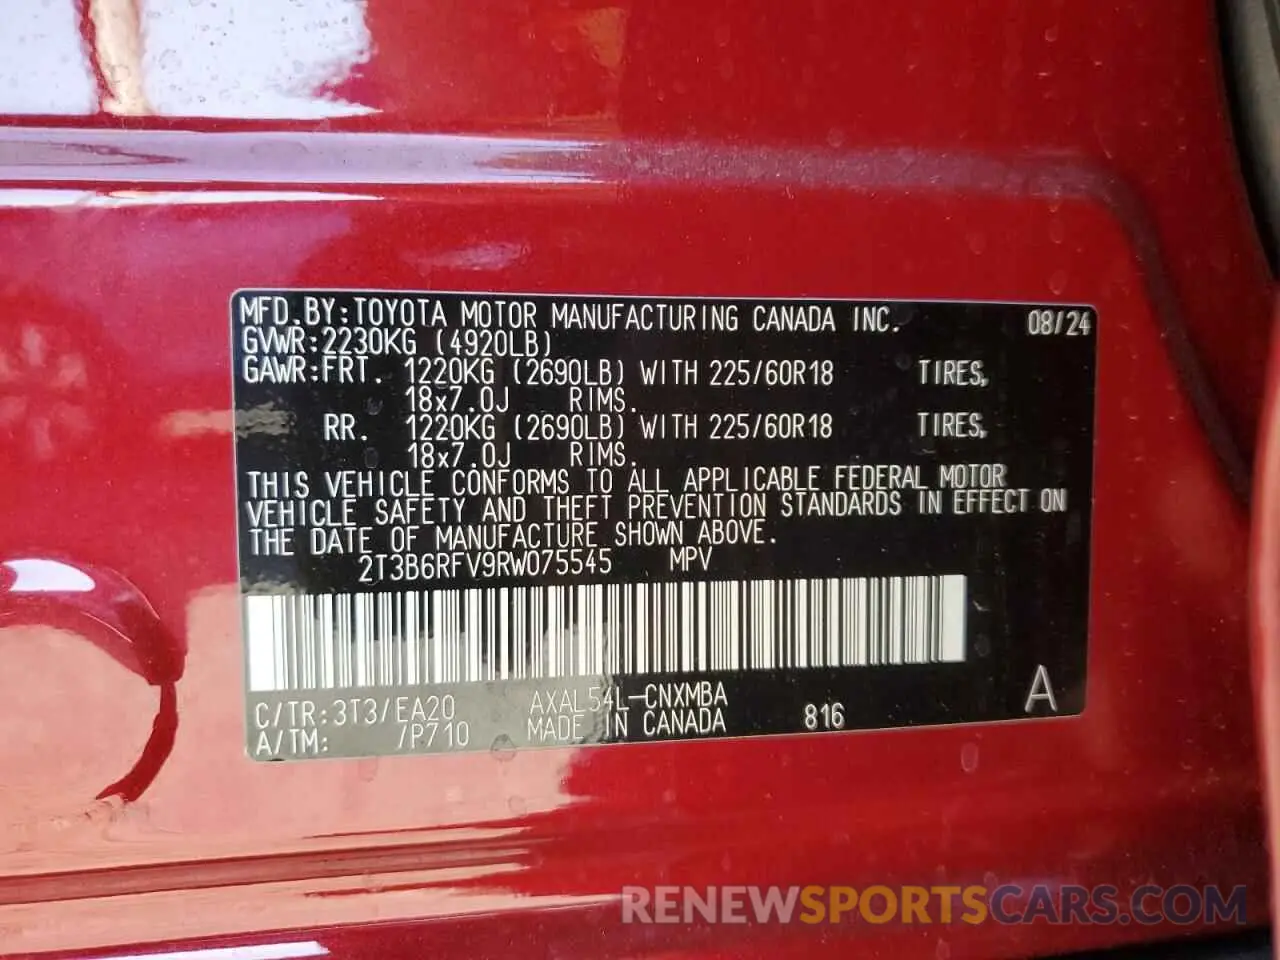 MFD.BY:TOYOTA MOTOR MANUFACTURING CANADA INC. 08/24
GVWR:2230KG (4920LB)
GAWR:FRT. 1220KG (2690LB) WITH 225/60R18 TIRES,
18x7.0J RIMS.
RR. 1220KG (2690LB) WITH 225/60R18 TIRES,
18x7.0J RIMS.
THIS VEHICLE CONFORMS TO ALL APPLICABLE FEDERAL MOTOR
VEHICLE SAFETY AND THEFT PREVENTION STANDARDS IN EFFECT ON
THE DATE OF MANUFACTURE SHOWN ABOVE.
2T3B6RFV9RW075545 MPV
C/TR:3T3/EA20 AXAL54L-CNXMBA A
A/TM: /P710 MADE IN CANADA 816
RENEWSPORTSCARS.COM